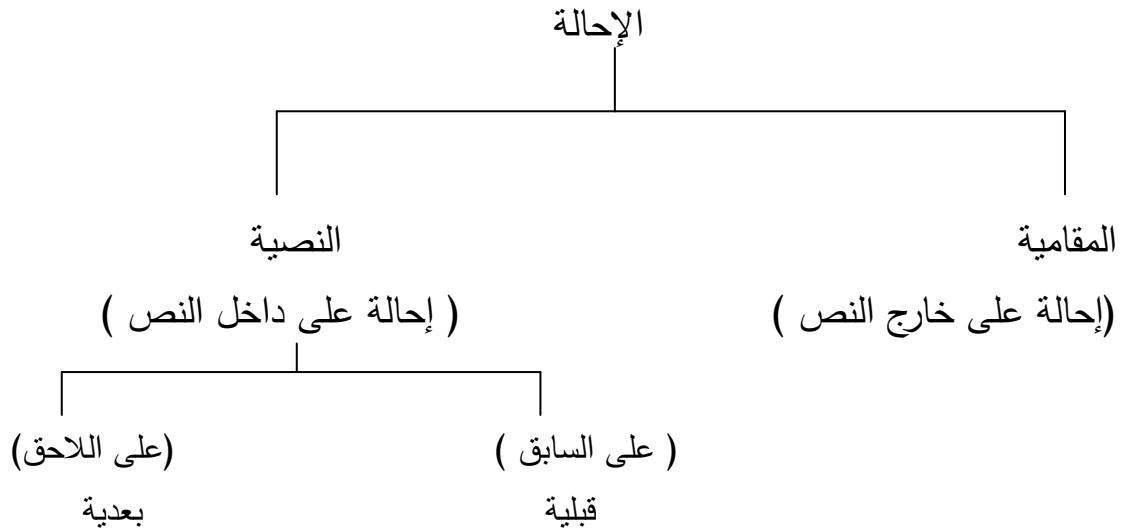 الإحالة
المقامية
النصية
(إحالة على خارج النص )
( إحالة على داخل النص )
( على السابق )
(على اللاحق)
قبلية
بعدية